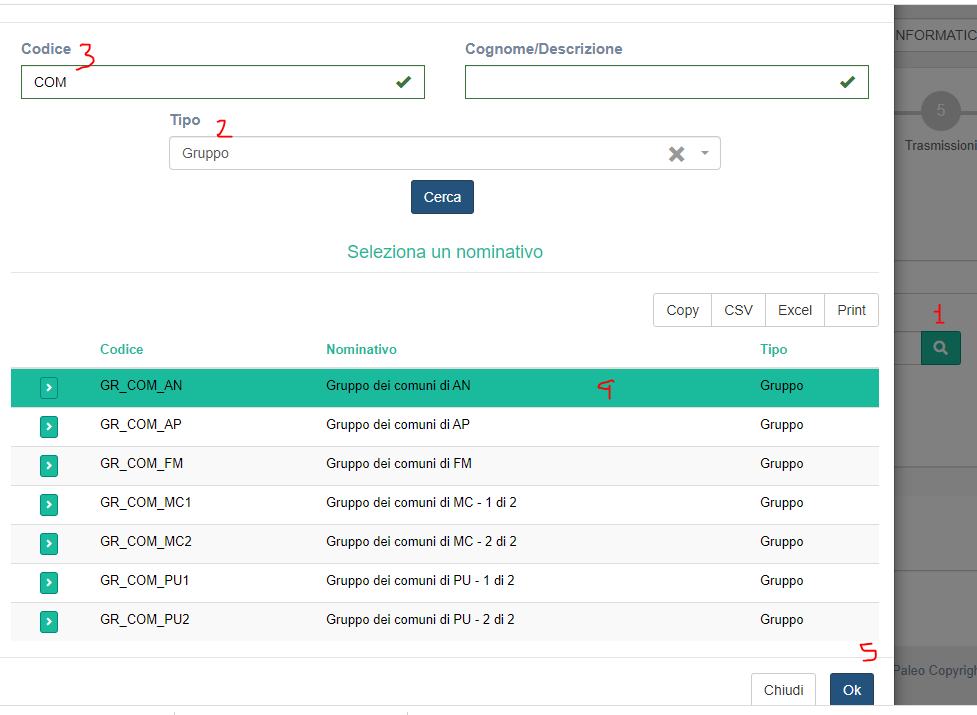 Codice 3
Cognome/Descrizione
COM
Tipo 2
Gruppo
Cerca
Seleziona un nominativo
Copy CSV Excel Print
Codice Nominativo Tipo
GR_COM_AN Gruppo dei comuni di AN 4 Gruppo
GR_COM_AP Gruppo dei comuni di AP Gruppo
GR_COM_FM Gruppo dei comuni di FM Gruppo
GR_COM_MC1 Gruppo dei comuni di MC - 1 di 2 Gruppo
GR_COM_MC2 Gruppo dei comuni di MC - 2 di 2 Gruppo
GR_COM_PU1 Gruppo dei comuni di PU - 1 di 2 Gruppo
GR_COM_PU2 Gruppo dei comuni di PU - 2 di 2 Gruppo
5
Chiudi Ok
NFORMATIC
5
Trasmissioni
1
Paleo Copyrigh